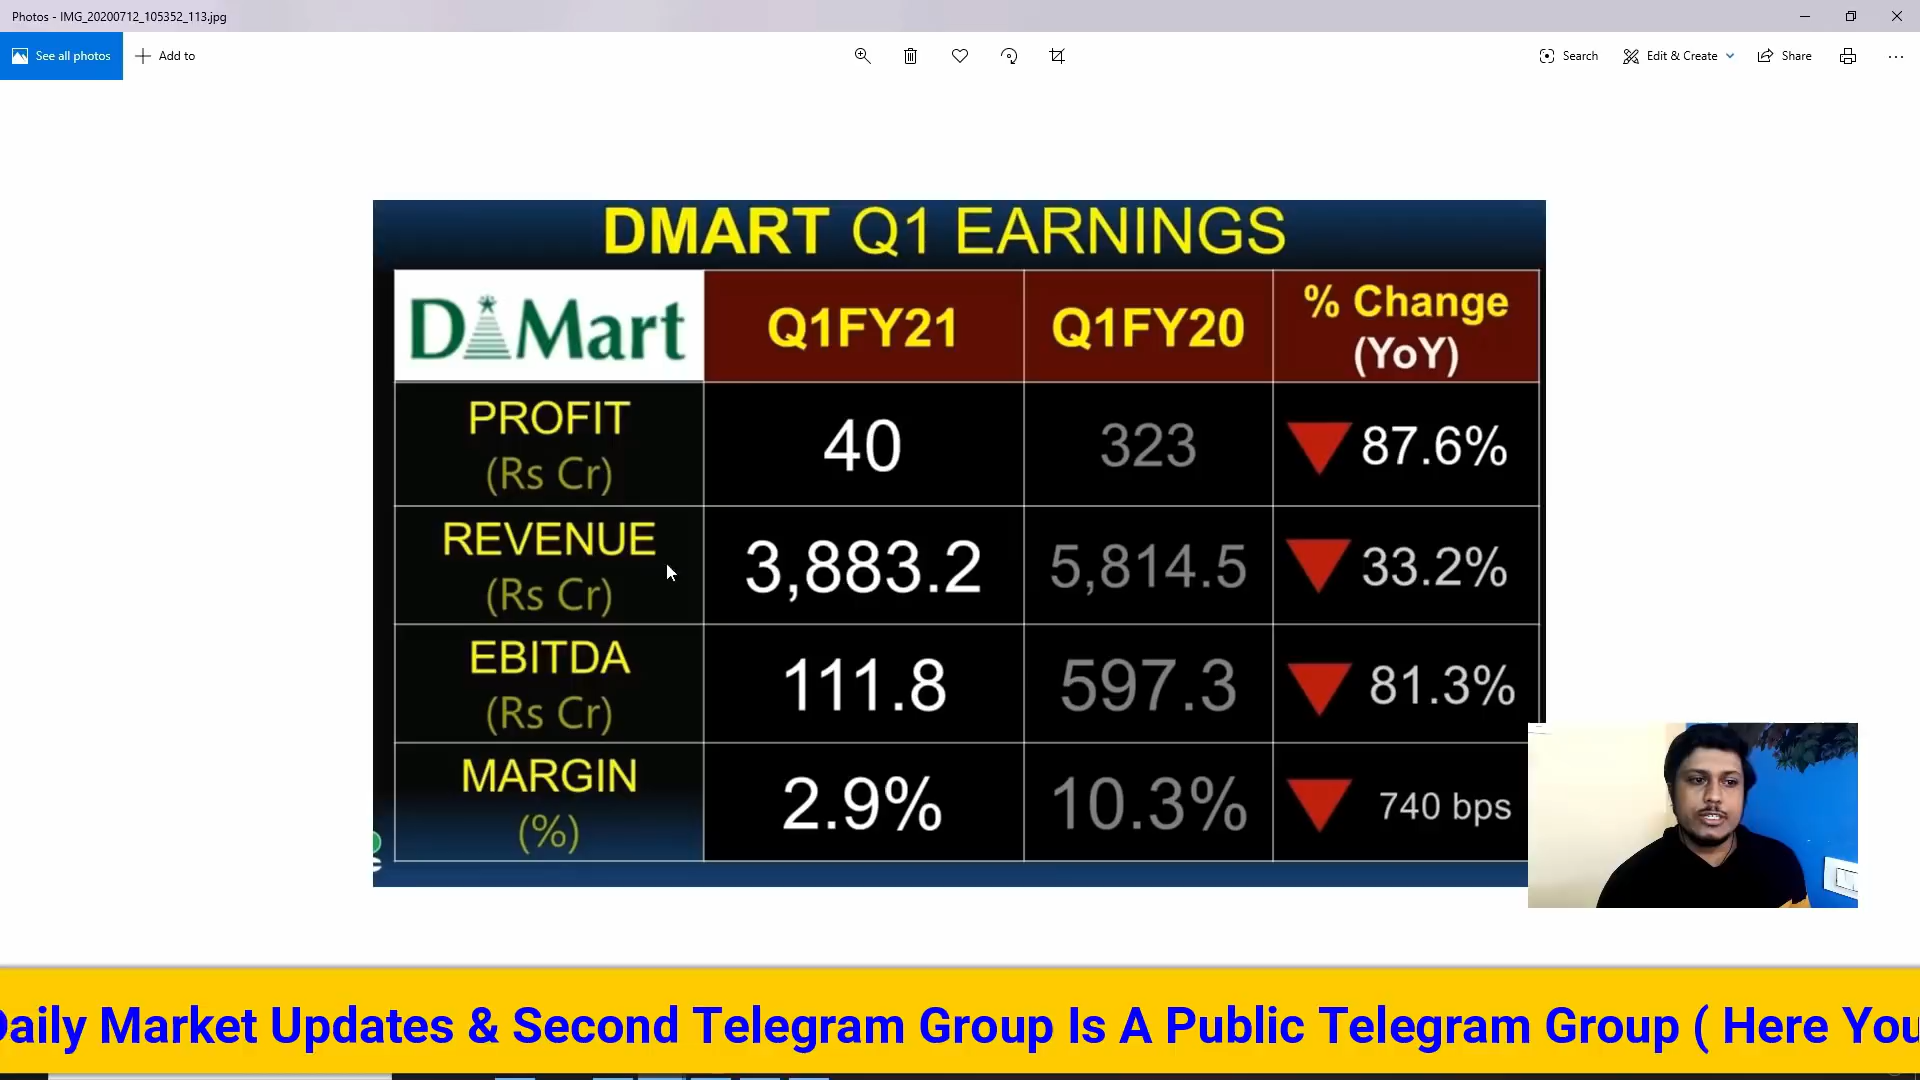 Photos - IMG_20200712_105352_113.jpg
See all photos
Add to
Search
Edit & Create
Share
DMART Q1 EARNINGS
D Mart
Q1FY21
Q1FY20
% Change
(YoY)
PROFIT
(Rs Cr)
40
323
87.6%
REVENUE
(Rs Cr)
3,883.2
5,814.5
33.2%
EBITDA
(Rs Cr)
111.8
597.3
81.3%
MARGIN
(%)
2.9%
10.3%
740 bps
Daily Market Updates & Second Telegram Group Is A Public Telegram Group ( Here You